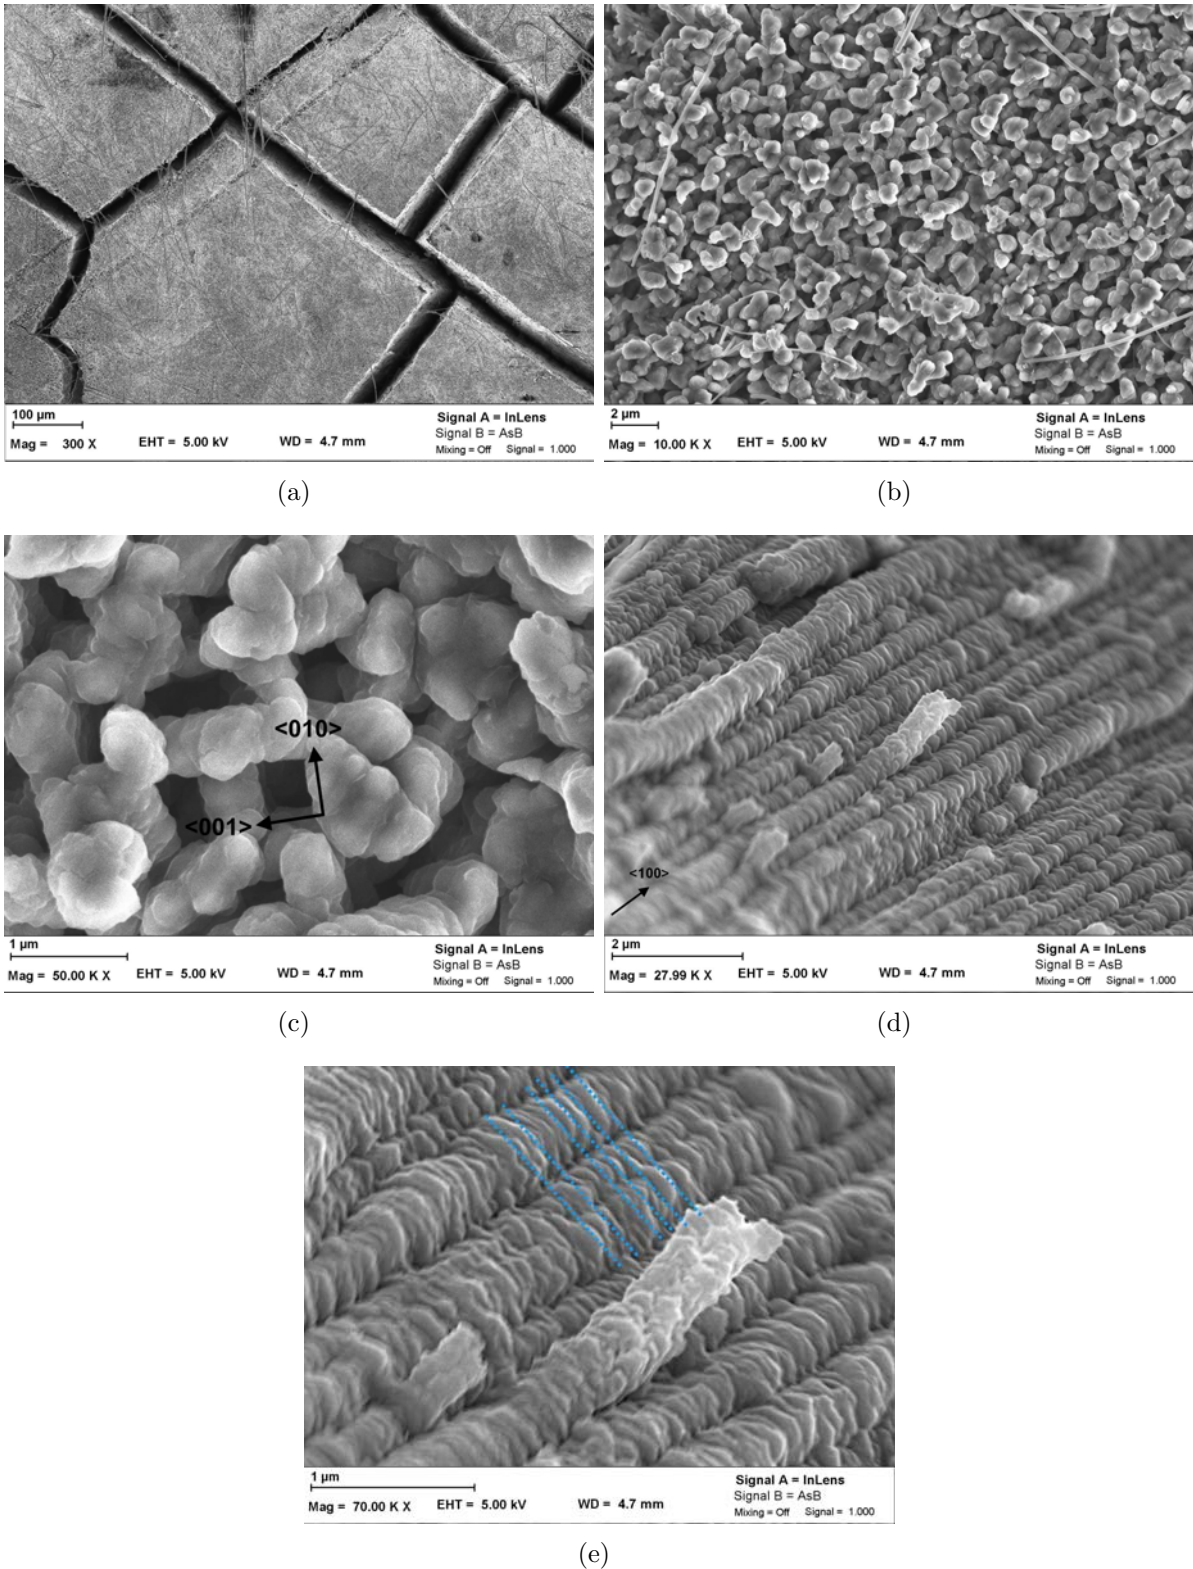 100 µm
Mag = 300 X EHT = 5.00 kV WD = 4.7 mm
Signal A = InLens
Signal B = AsB
Mixing = Off Signal = 1.000
(a)
2 µm
Mag = 10.00 K X EHT = 5.00 kV WD = 4.7 mm
Signal A = InLens
Signal B = AsB
Mixing = Off Signal = 1.000
(b)
<010>
<001>
1 µm
Mag = 50.00 K X EHT = 5.00 kV WD = 4.7 mm
Signal A = InLens
Signal B = AsB
Mixing = Off Signal = 1.000
(c)
<100>
2 µm
Mag = 27.99 K X EHT = 5.00 kV WD = 4.7 mm
Signal A = InLens
Signal B = AsB
Mixing = Off Signal = 1.000
(d)
1 µm
Mag = 70.00 K X EHT = 5.00 kV WD = 4.7 mm
Signal A = InLens
Signal B = AsB
Mixing = Off Signal = 1.000
(e)